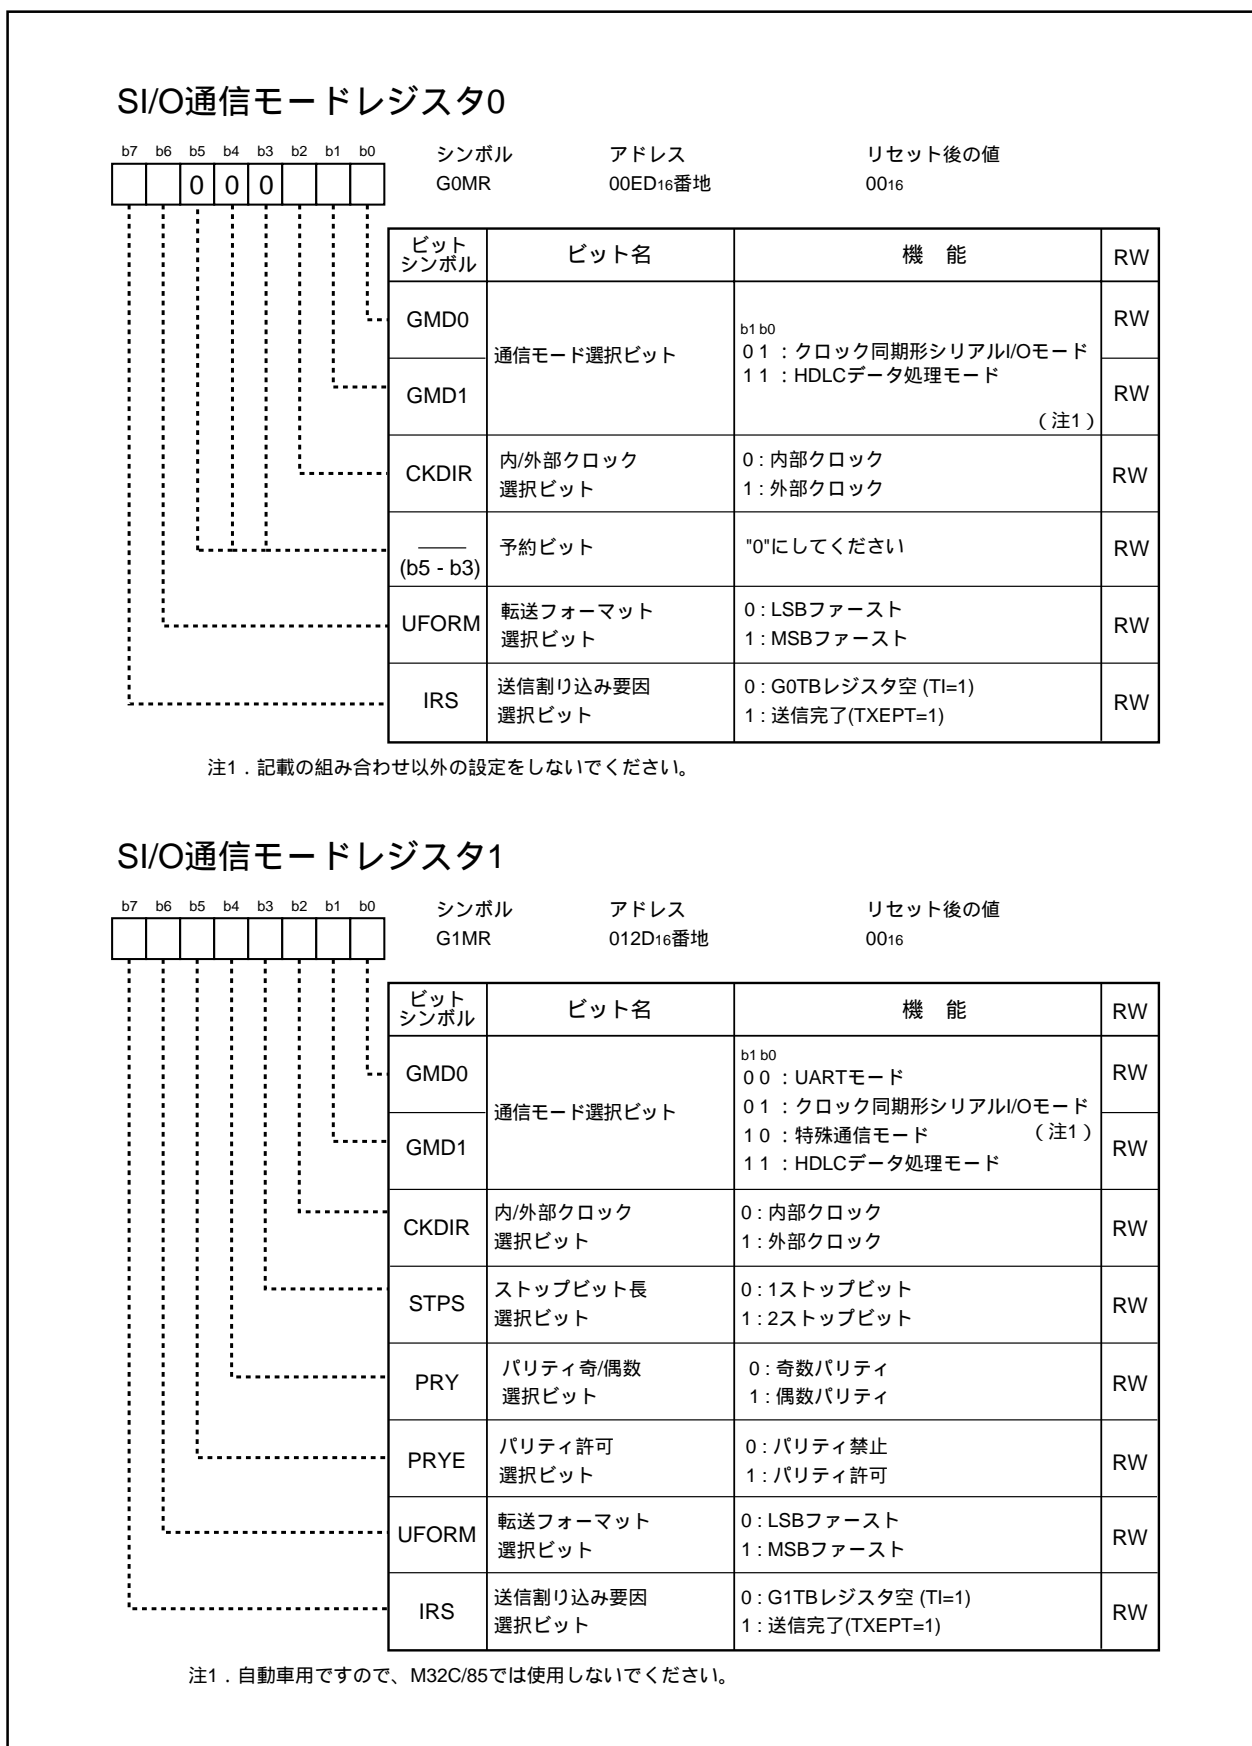 SI/O通信モードレジスタ0
b7 b6 b5 b4 b3 b2 b1 b0
シンボル アドレス リセット後の値
0 0 0
G0MR 00ED16番地 0016
ビット
シンボル
ビット名 機 能 RW
GMD0 RW
通信モード選択ビット
b1 b0
0 1 : クロック同期形シリアルI/Oモード
1 1 : HDLCデータ処理モード
(注1)
GMD1 RW
CKDIR
内/外部クロック
選択ビット
0 : 内部クロック
1 : 外部クロック
RW
(b5 - b3)
予約ビット
"0"にしてください
RW
UFORM
転送フォーマット
選択ビット
0 : LSBファースト
1 : MSBファースト
RW
IRS
送信割り込み要因
選択ビット
0 : G0TBレジスタ空 (TI=1)
1 : 送信完了(TXEPT=1)
RW
注1.記載の組み合わせ以外の設定をしないでください。
SI/O通信モードレジスタ1
b7 b6 b5 b4 b3 b2 b1 b0
シンボル アドレス リセット後の値
G1MR 012D16番地 0016
ビット
シンボル
ビット名 機 能 RW
GMD0 RW
通信モード選択ビット
b1 b0
0 0 : UARTモード
0 1 : クロック同期形シリアルI/Oモード
1 0 : 特殊通信モード (注1)
1 1 : HDLCデータ処理モード
GMD1 RW
CKDIR
内/外部クロック
選択ビット
0 : 内部クロック
1 : 外部クロック
RW
STPS
ストップビット長
選択ビット
0 : 1ストップビット
1 : 2ストップビット
RW
PRY
パリティ奇/偶数
選択ビット
0 : 奇数パリティ
1 : 偶数パリティ
RW
PRYE
パリティ許可
選択ビット
0 : パリティ禁止
1 : パリティ許可
RW
UFORM
転送フォーマット
選択ビット
0 : LSBファースト
1 : MSBファースト
RW
IRS
送信割り込み要因
選択ビット
0 : G1TBレジスタ空 (TI=1)
1 : 送信完了(TXEPT=1)
RW
注1.自動車用ですので、M32C/85では使用しないでください。